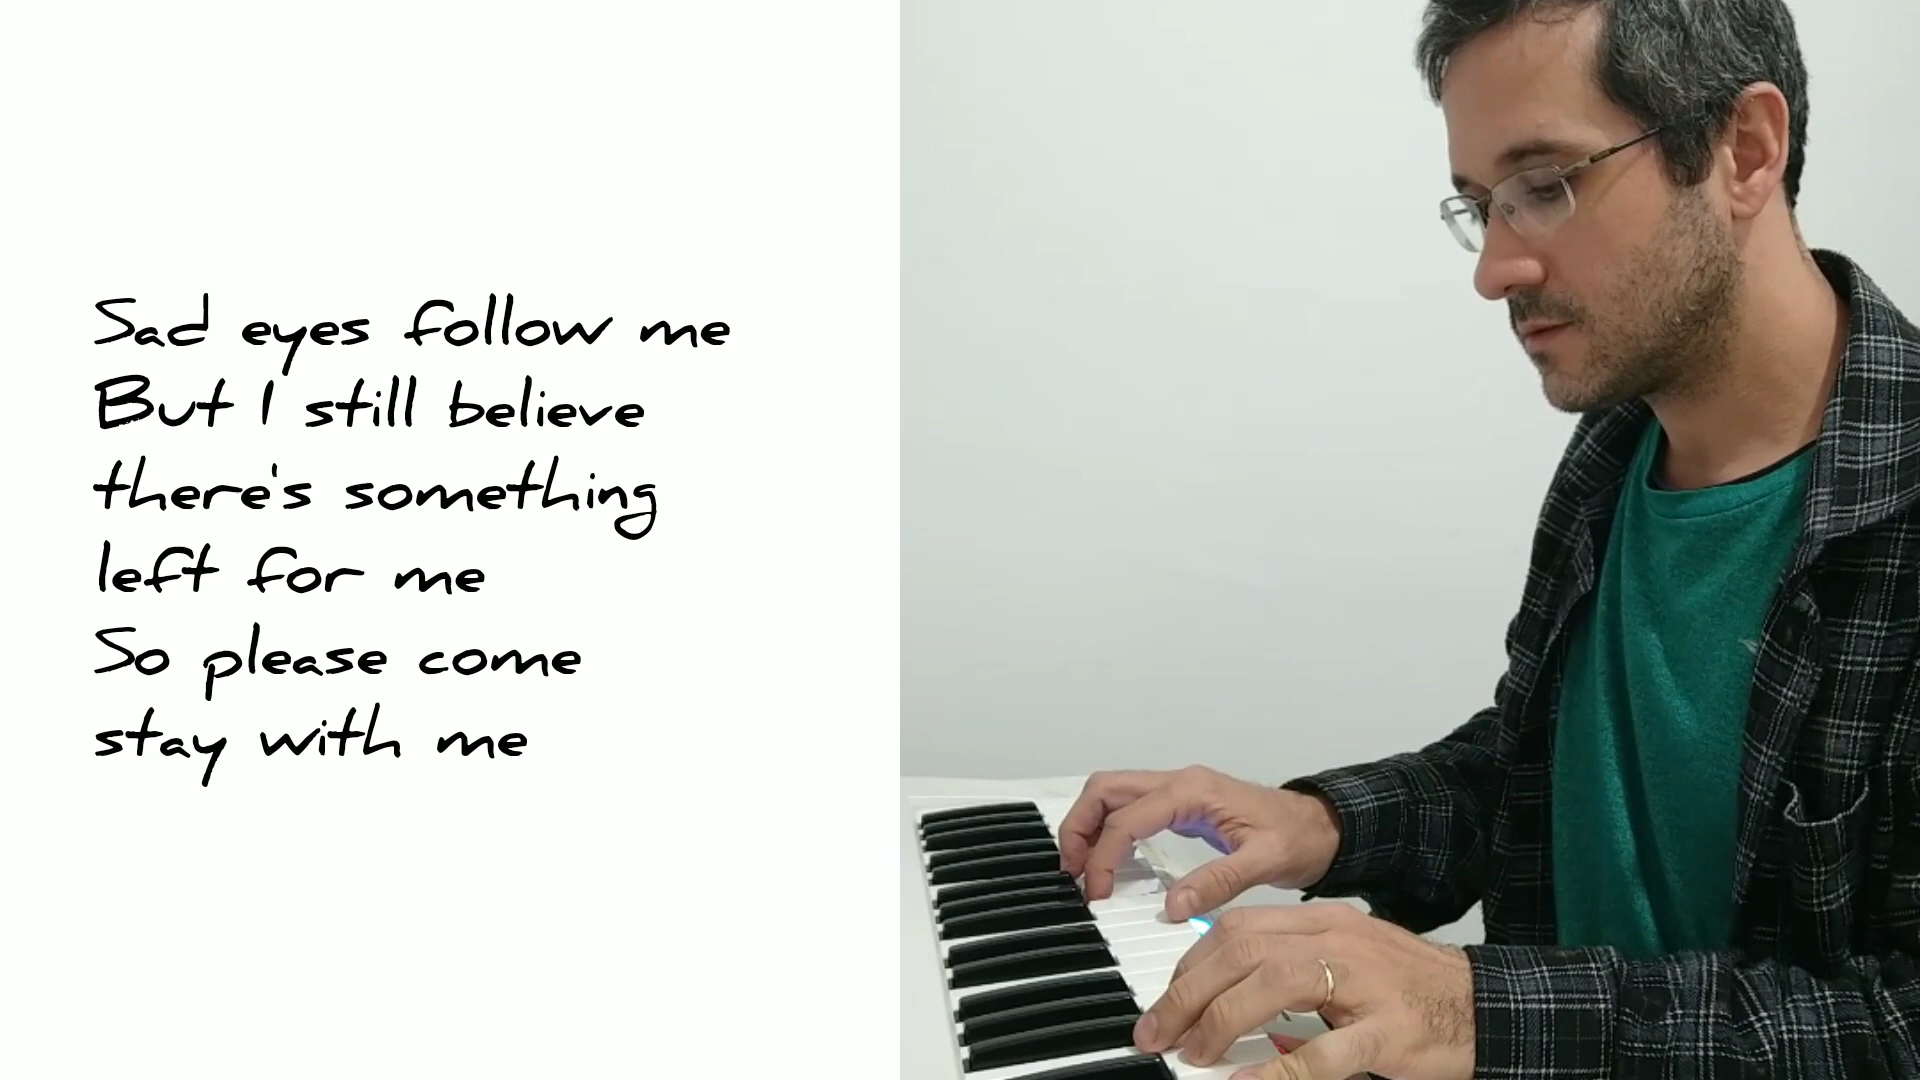 Sad eyes follow me
But I still believe
there's something
left for me
So please come
stay with me